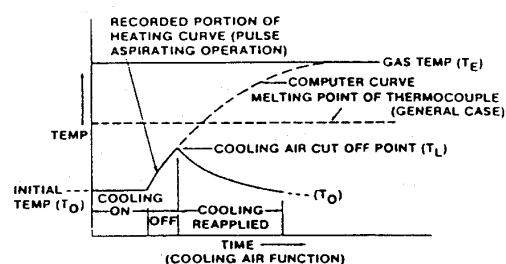 RECORDED PORTION OF
HEATING CURVE (PULSE
ASPIRATING OPERATION)
GAS TEMP (TE)
COMPUTER CURVE
MELTING POINT OF THERMOCOUPLE
(GENERAL CASE)
TEMP
COOLING AIR CUT OFF POINT (TL)
INITIAL
TEMP (TO)
COOLING
ON
OFF
COOLING
REAPPLIED
(TO)
TIME
(COOLING AIR FUNCTION)